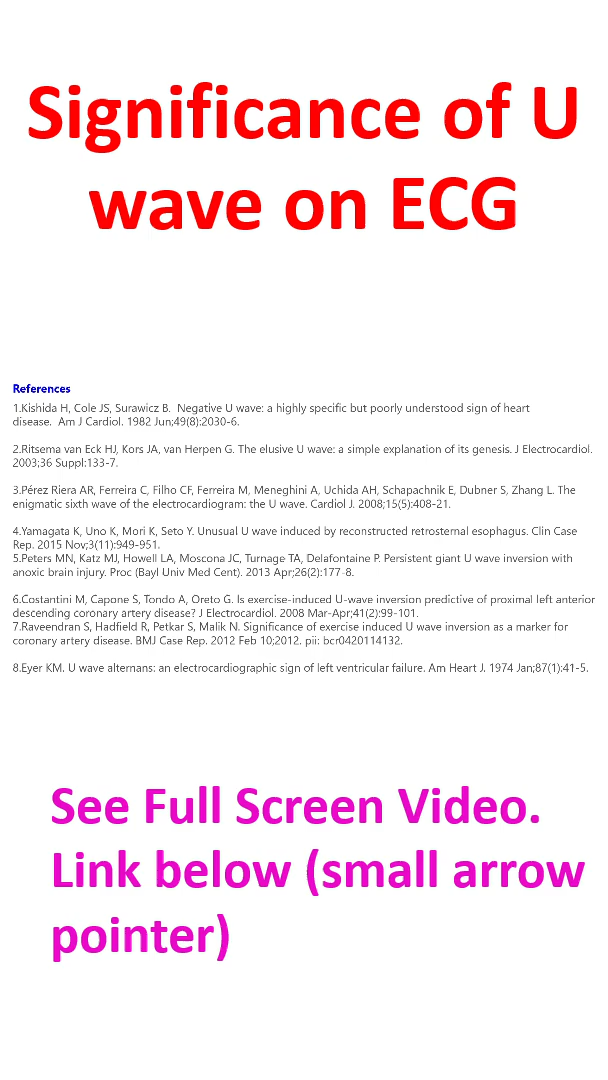 Significance of U
wave on ECG
References
1.Kishida H, Cole JS, Surawicz B.  Negative U wave: a highly specific but poorly understood sign of heart
disease.  Am J Cardiol. 1982 Jun;49(8):2030-6.
2.Ritsema van Eck HJ, Kors JA, van Herpen G. The elusive U wave: a simple explanation of its genesis. J Electrocardiol.
2003;36 Suppl:133-7.
3.Pérez Riera AR, Ferreira C, Filho CF, Ferreira M, Meneghini A, Uchida AH, Schapachnik E, Dubner S, Zhang L. The
enigmatic sixth wave of the electrocardiogram: the U wave. Cardiol J. 2008;15(5):408-21.
4.Yamagata K, Uno K, Mori K, Seto Y. Unusual U wave induced by reconstructed retrosternal esophagus. Clin Case
Rep. 2015 Nov;3(11):949-951.
5.Peters MN, Katz MJ, Howell LA, Moscona JC, Turnage TA, Delafontaine P. Persistent giant U wave inversion with
anoxic brain injury. Proc (Bayl Univ Med Cent). 2013 Apr;26(2):177-8.
6.Costantini M, Capone S, Tondo A, Oreto G. Is exercise-induced U-wave inversion predictive of proximal left anterior
descending coronary artery disease? J Electrocardiol. 2008 Mar-Apr;41(2):99-101.
7.Raveendran S, Hadfield R, Petkar S, Malik N. Significance of exercise induced U wave inversion as a marker for
coronary artery disease. BMJ Case Rep. 2012 Feb 10;2012. pii: bcr0420114132.
8.Eyer KM. U wave alternans: an electrocardiographic sign of left ventricular failure. Am Heart J. 1974 Jan;87(1):41-5.
See Full Screen Video.
Link below (small arrow
pointer)